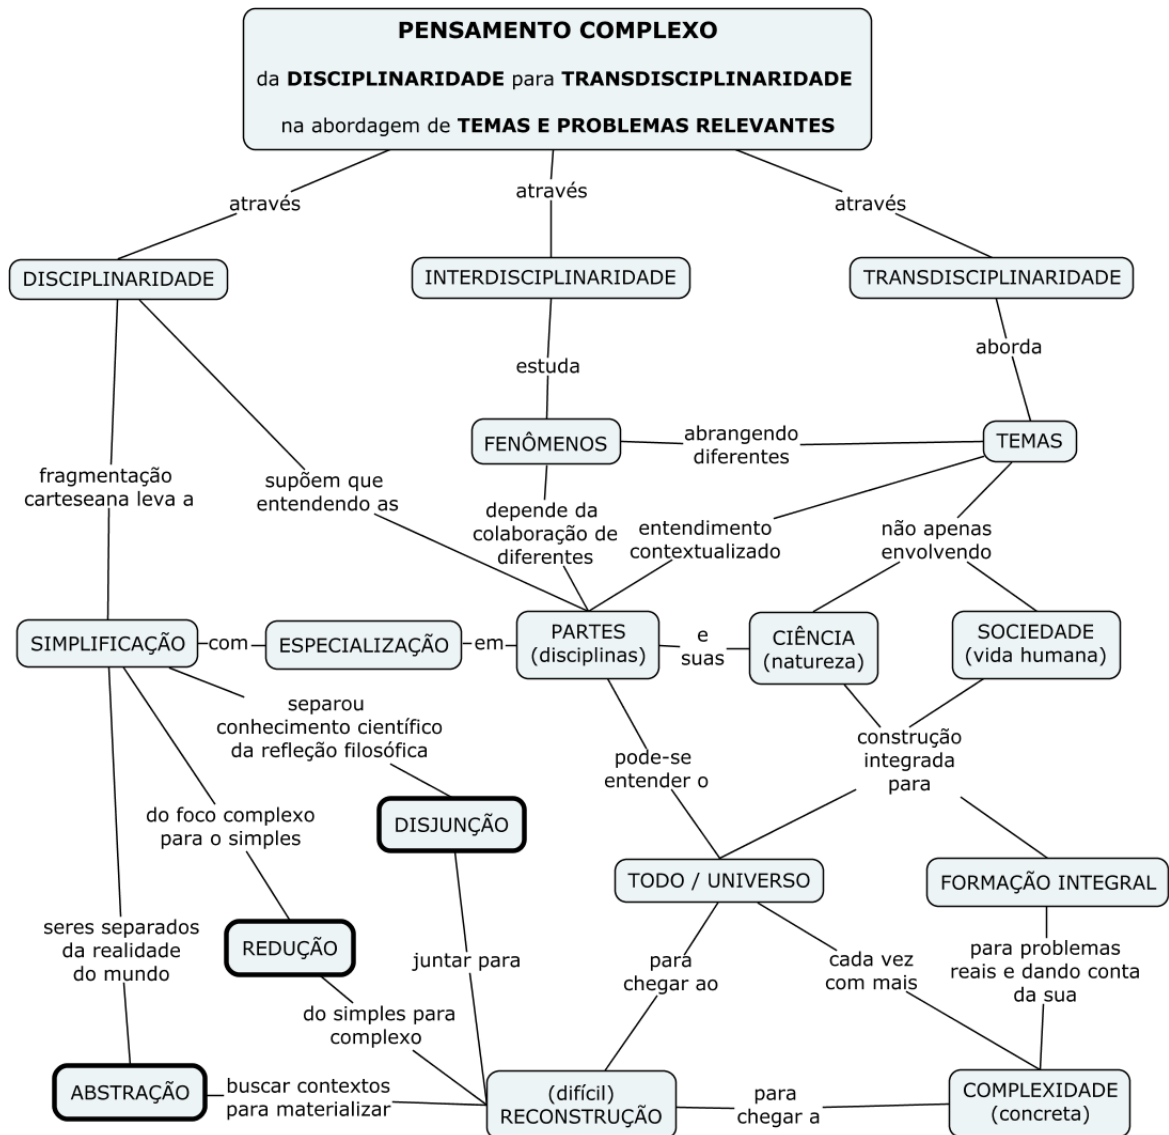 PENSAMENTO COMPLEXO
da DISCIPLINARIDADE para TRANSDISCIPLINARIDADE
na abordagem de TEMAS E PROBLEMAS RELEVANTES
através
através
através
DISCIPLINARIDADE
INTERDISCIPLINARIDADE
TRANSDISCIPLINARIDADE
estuda
aborda
FENÔMENOS
abrangendo
diferentes
TEMAS
fragmentação
carteseana leva a
supõem que
entendendo as
depende da
colaboração de
diferentes
entendimento
contextualizado
não apenas
envolvendo
SIMPLIFICAÇÃO
com
ESPECIALIZAÇÃO
em
PARTES
(disciplinas)
e
suas
CIÊNCIA
(natureza)
SOCIEDADE
(vida humana)
separou
conhecimento científico
da refleção filosófica
pode-se
entender o
construção
integrada
para
do foco complexo
para o simples
DISJUNÇÃO
TODO / UNIVERSO
FORMAÇÃO INTEGRAL
seres separados
da realidade
do mundo
REDUÇÃO
juntar para
pará
chegar ao
cada vez
com mais
para problemas
reais e dando conta
da sua
do simples para
complexo
ABSTRAÇÃO
buscar contextos
para materializar
(difícil)
RECONSTRUÇÃO
para
chegar a
COMPLEXIDADE
(concreta)